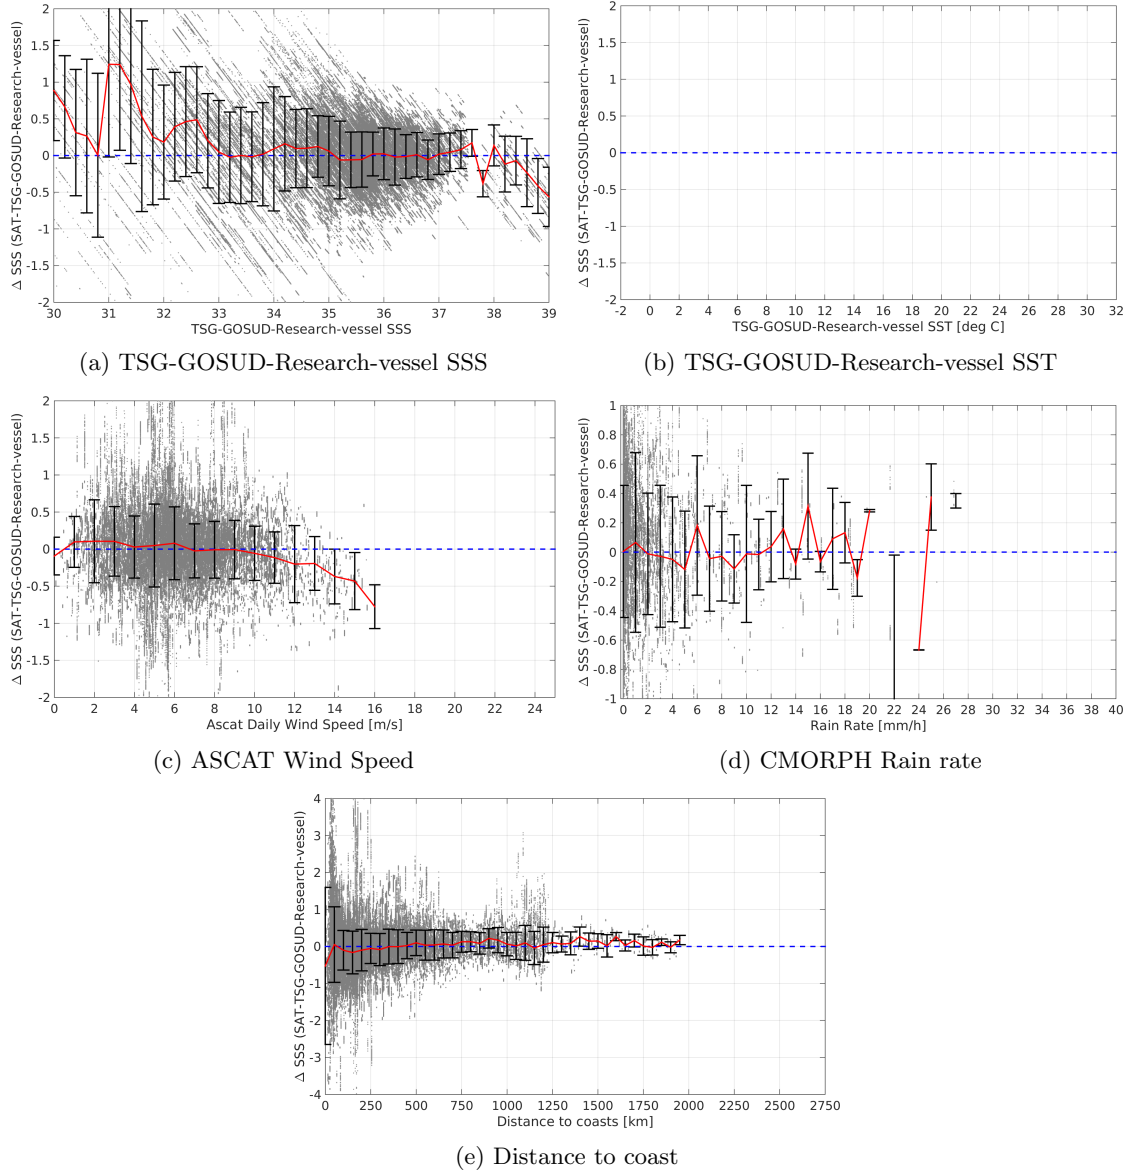 Δ SSS (SAT-TSG-GOSUD-Research-vessel)
2
1.5
1
0.5
0
-0.5
-1
-1.5
-2
30 31 32 33 34 35 36 37 38 39
TSG-GOSUD-Research-vessel SSS
(a) TSG-GOSUD-Research-vessel SSS
Δ SSS (SAT-TSG-GOSUD-Research-vessel)
2
1.5
1
0.5
0
-0.5
-1
-1.5
-2
-2 0 2 4 6 8 10 12 14 16 18 20 22 24 26 28 30 32
TSG-GOSUD-Research-vessel SST [deg C]
(b) TSG-GOSUD-Research-vessel SST
Δ SSS (SAT-TSG-GOSUD-Research-vessel)
2
1.5
1
0.5
0
-0.5
-1
-1.5
-2
0 2 4 6 8 10 12 14 16 18 20 22 24
Ascat Daily Wind Speed [m/s]
(c) ASCAT Wind Speed
Δ SSS (SAT-TSG-GOSUD-Research-vessel)
1
0.8
0.6
0.4
0.2
0
-0.2
-0.4
-0.6
-0.8
-1
0 2 4 6 8 10 12 14 16 18 20 22 24 26 28 30 32 34 36 38 40
Rain Rate [mm/h]
(d) CMORPH Rain rate
Δ SSS (SAT-TSG-GOSUD-Research-vessel)
4
3
2
1
0
-1
-2
-3
-4
0 250 500 750 1000 1250 1500 1750 2000 2250 2500 2750
Distance to coasts [km]
(e) Distance to coast